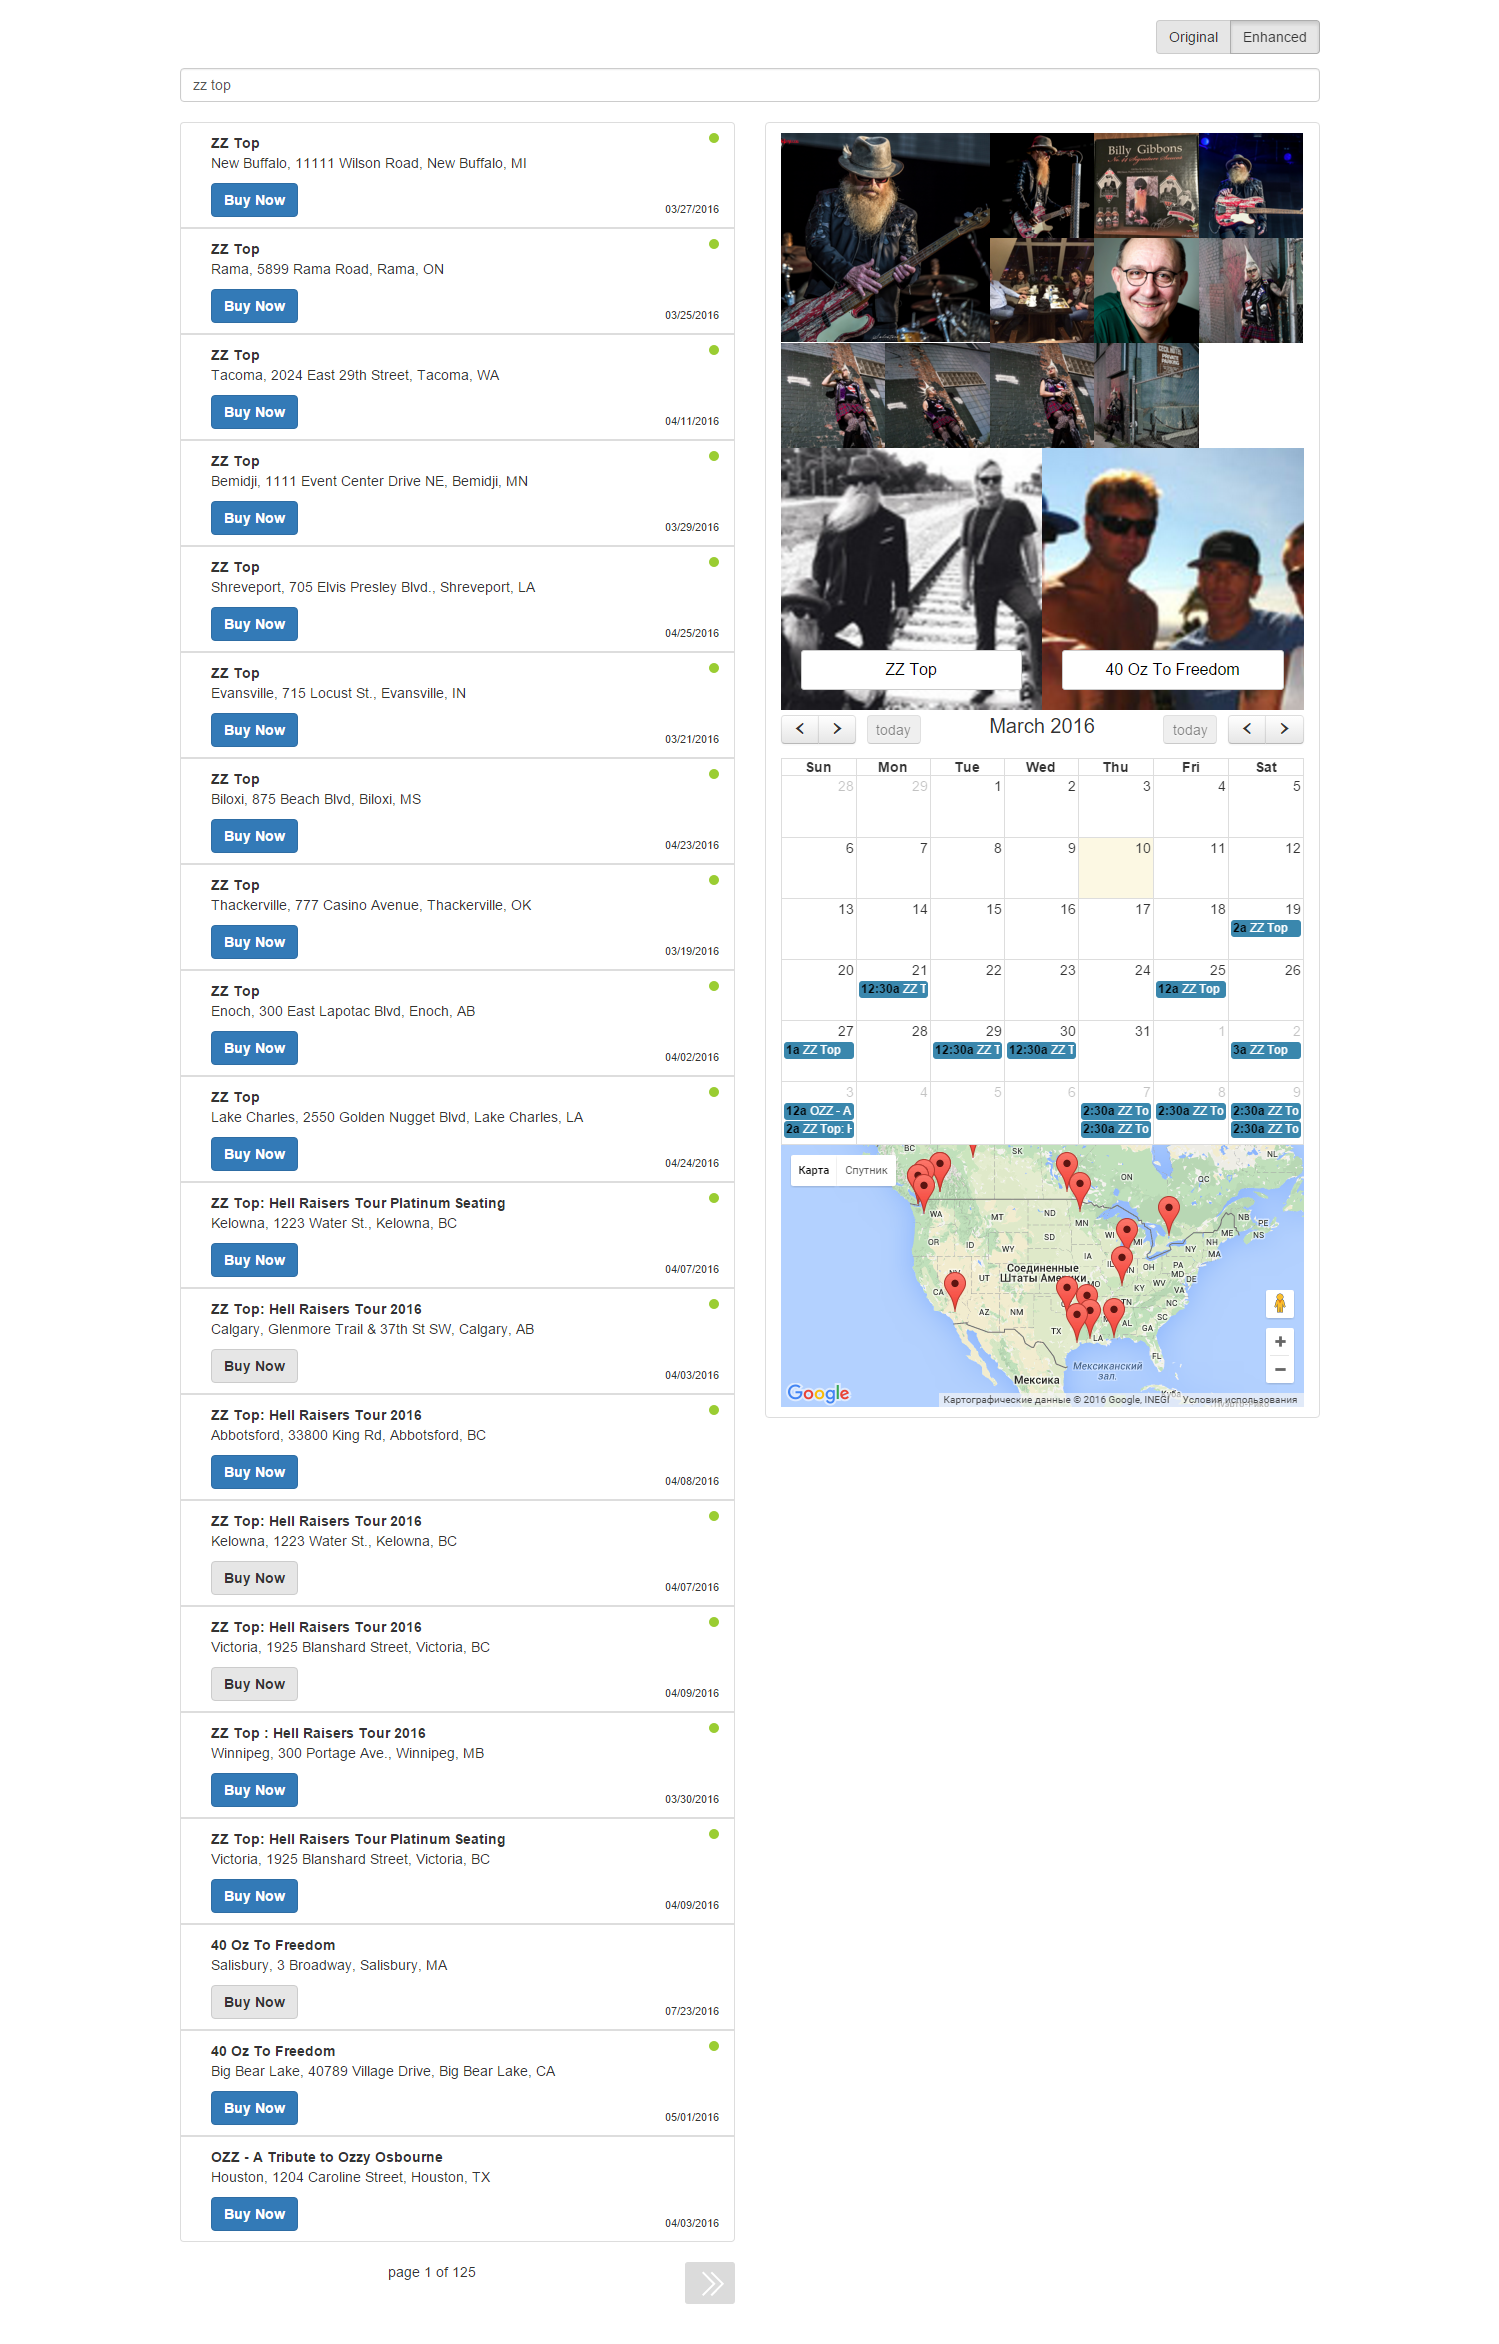 Original Enhanced
zz top
ZZ Top
New Buffalo, 11111 Wilson Road, New Buffalo, MI
Buy Now
03/27/2016
ZZ Top
Rama, 5899 Rama Road, Rama, ON
Buy Now
03/25/2016
ZZ Top
Tacoma, 2024 East 29th Street, Tacoma, WA
Buy Now
04/11/2016
ZZ Top
Bemidji, 1111 Event Center Drive NE, Bemidji, MN
Buy Now
03/29/2016
ZZ Top
Shreveport, 705 Elvis Presley Blvd., Shreveport, LA
Buy Now
04/25/2016
ZZ Top
Evansville, 715 Locust St., Evansville, IN
Buy Now
03/21/2016
ZZ Top
Biloxi, 875 Beach Blvd, Biloxi, MS
Buy Now
04/23/2016
ZZ Top
Thackerville, 777 Casino Avenue, Thackerville, OK
Buy Now
03/19/2016
ZZ Top
Enoch, 300 East Lapotac Blvd, Enoch, AB
Buy Now
04/02/2016
ZZ Top
Lake Charles, 2550 Golden Nugget Blvd, Lake Charles, LA
Buy Now
04/24/2016
ZZ Top: Hell Raisers Tour Platinum Seating
Kelowna, 1223 Water St., Kelowna, BC
Buy Now
04/07/2016
ZZ Top: Hell Raisers Tour 2016
Calgary, Glenmore Trail & 37th St SW, Calgary, AB
Buy Now
04/03/2016
ZZ Top: Hell Raisers Tour 2016
Abbotsford, 33800 King Rd, Abbotsford, BC
Buy Now
04/08/2016
ZZ Top: Hell Raisers Tour 2016
Kelowna, 1223 Water St., Kelowna, BC
Buy Now
04/07/2016
ZZ Top: Hell Raisers Tour 2016
Victoria, 1925 Blanshard Street, Victoria, BC
Buy Now
04/09/2016
ZZ Top : Hell Raisers Tour 2016
Winnipeg, 300 Portage Ave., Winnipeg, MB
Buy Now
03/30/2016
ZZ Top: Hell Raisers Tour Platinum Seating
Victoria, 1925 Blanshard Street, Victoria, BC
Buy Now
04/09/2016
40 Oz To Freedom
Salisbury, 3 Broadway, Salisbury, MA
Buy Now
07/23/2016
40 Oz To Freedom
Big Bear Lake, 40789 Village Drive, Big Bear Lake, CA
Buy Now
05/01/2016
OZZ - A Tribute to Ozzy Osbourne
Houston, 1204 Caroline Street, Houston, TX
Buy Now
04/03/2016
page 1 of 125
Billy Gibbons
ZZ Top
40 Oz To Freedom
today March 2016 today
Sun Mon Tue Wed Thu Fri Sat
28 29 1 2 3 4 5
6 7 8 9 10 11 12
13 14 15 16 17 18 19
2a ZZ Top
20 21 22 23 24 25 26
12:30a ZZ T 12a ZZ Top
27 28 29 30 31 1 2
1a ZZ Top 12:30a ZZ T 12:30a ZZ T 3a ZZ Top
3 4 5 6 7 8 9
12a OZZ - A 2:30a ZZ To 2:30a ZZ To 2:30a ZZ To
2a ZZ Top: H 2:30a ZZ To 2:30a ZZ To
Карта Спутник
BC SK NL
ON QC
WA MT ND MN NB PE
OR ID SD WI MI ME NS
WY IA NY NH MA
Соединенные
Штаты Америки
UT OH PA MD DE
CA MO KY WV VA
AZ NM TN NC
TX LA AL GA SC
FL
Мексиканский
зал.
Мексика
Куба
Google
Картографические данные © 2016 Google, INEGI Условия использования